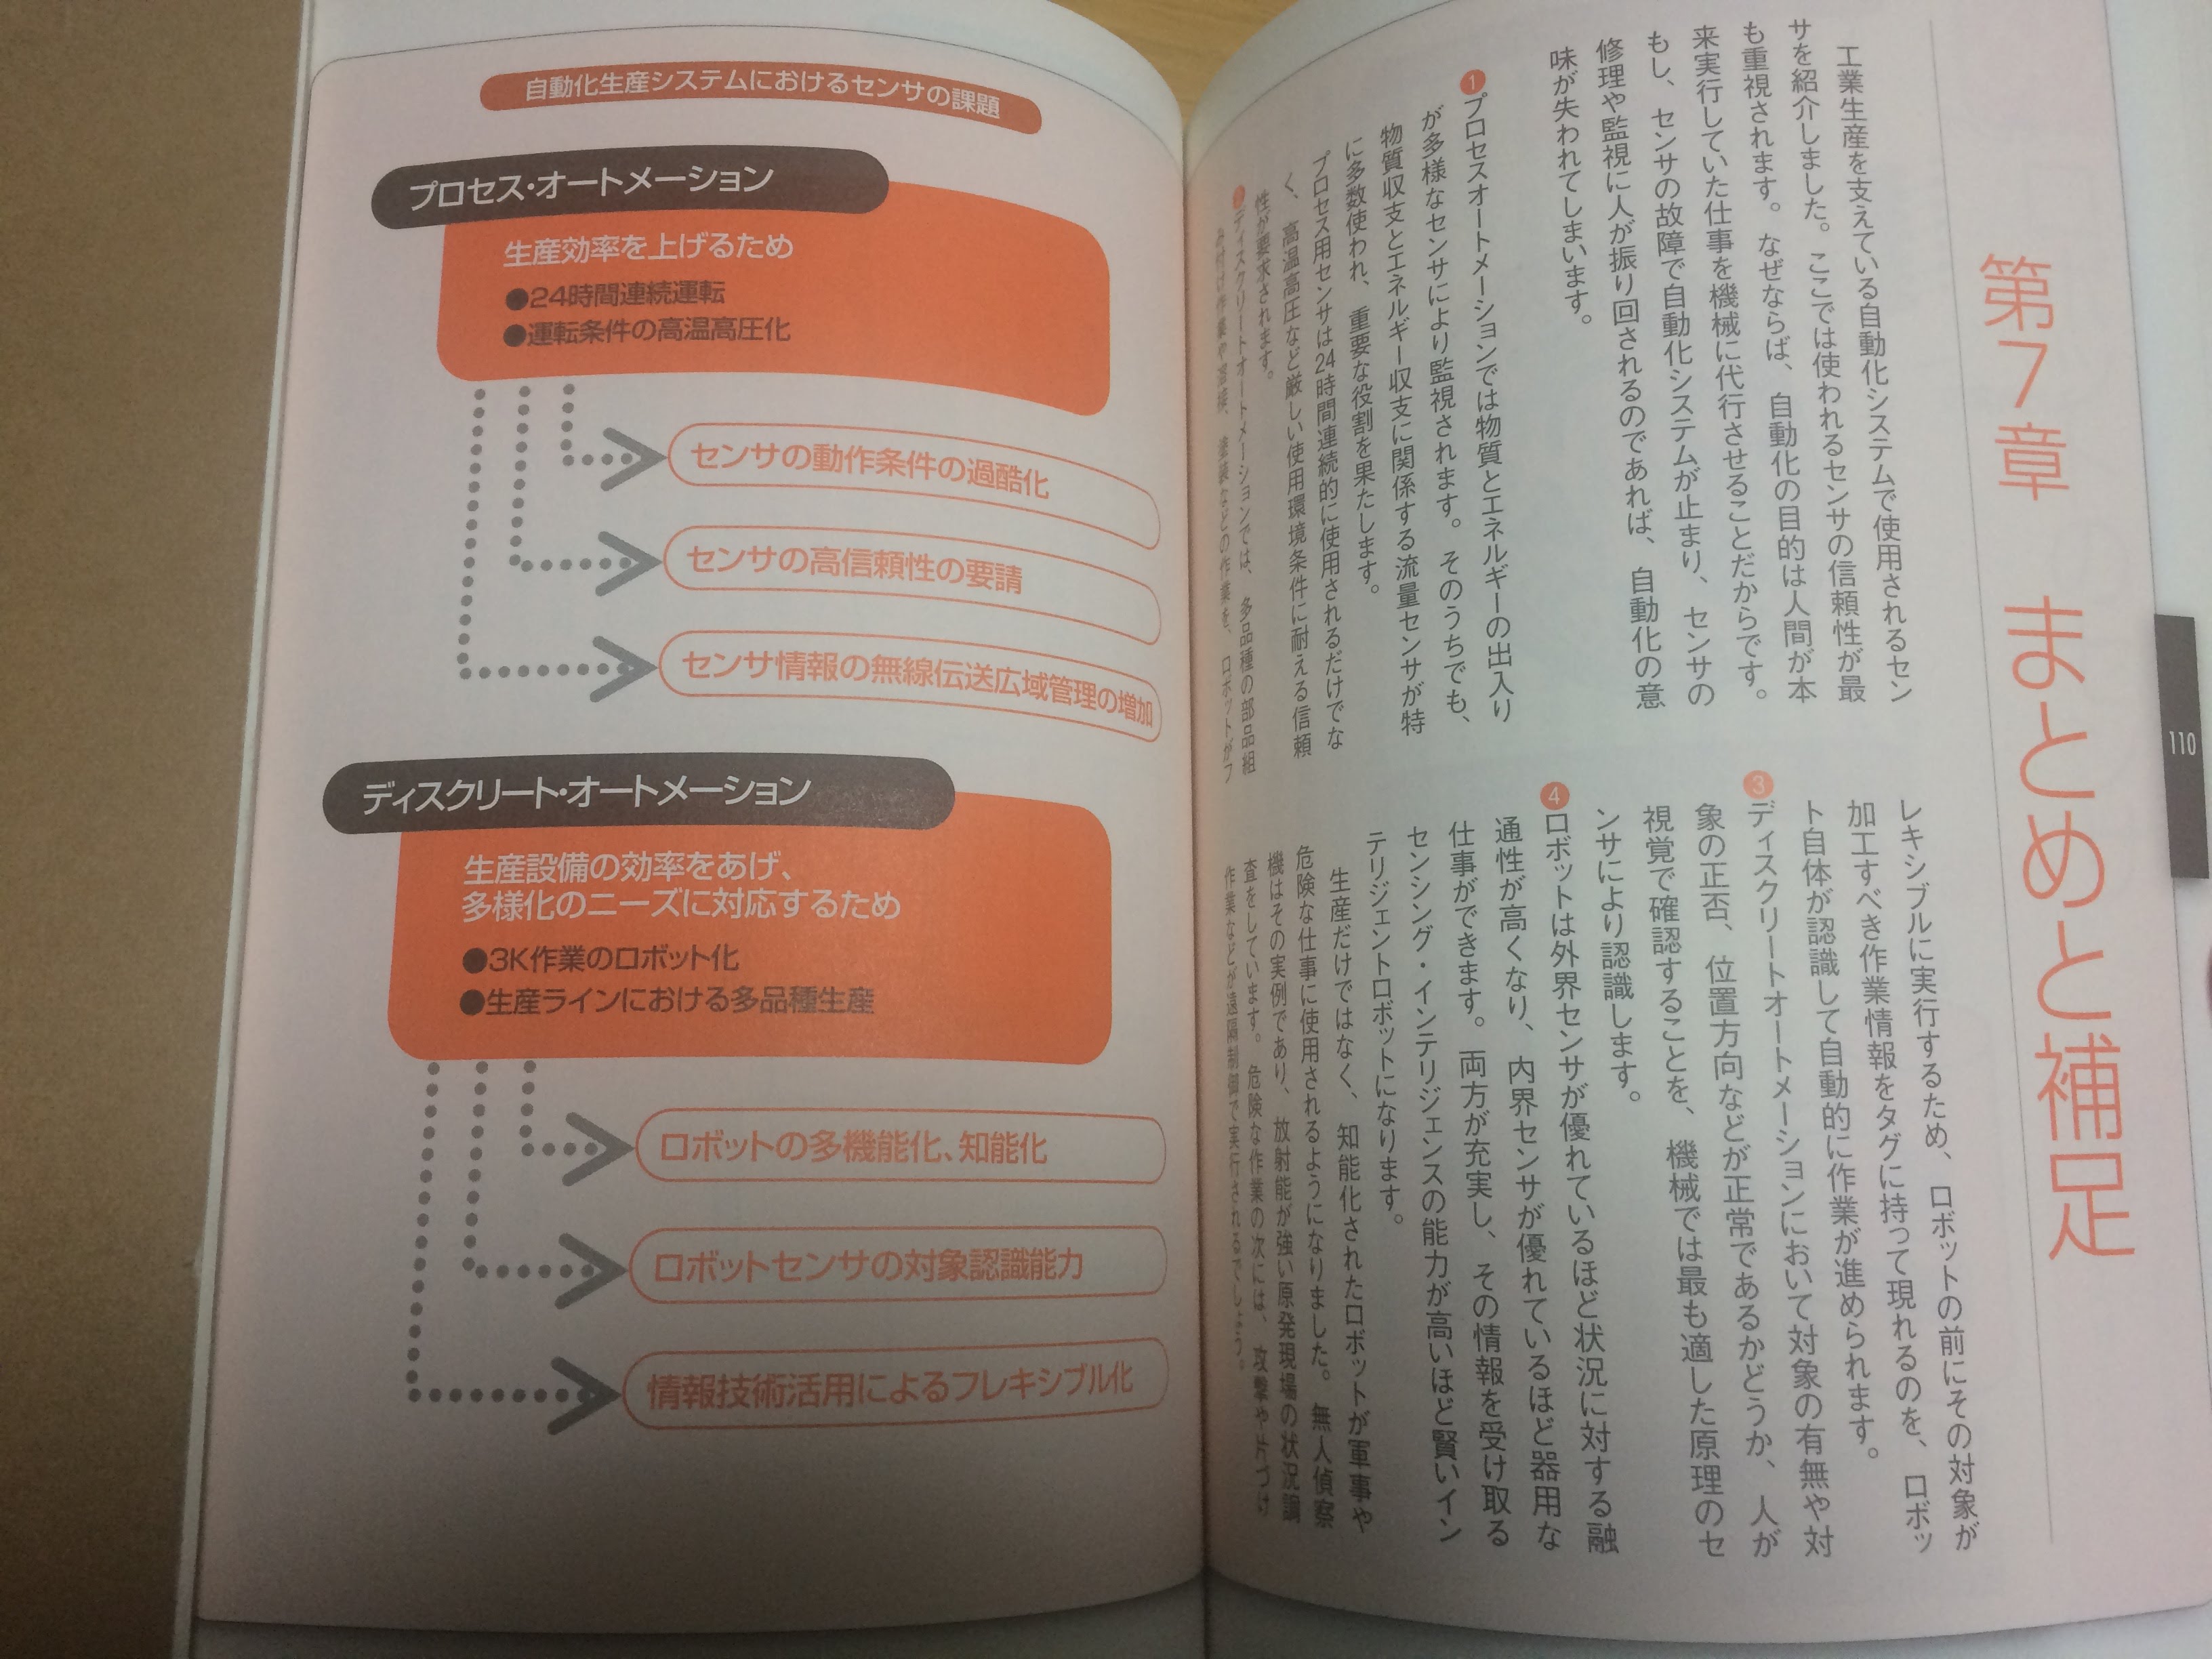 第7章 まとめと補足
110
工業生産を支えている自動化システムで使用されるセン
サを紹介しました。ここでは使われるセンサの信頼性が最
も重視されます。なぜならば、自動化の目的は人間が本
来実行していた仕事を機械に代行させることだからです。
もし、センサの故障で自動化システムが止まり、センサの
修理や監視に人が振り回されるのであれば、自動化の意
味が失われてしまいます。
❶プロセスオートメーションでは物質とエネルギーの出入り
が多様なセンサにより監視されます。そのうちでも、
物質収支とエネルギー収支に関係する流量センサが特
に多数使われ、重要な役割を果たします。
プロセス用センサは24時間連続的に使用されるだけでな
く、高温高圧など厳しい使用環境条件に耐える信頼
性が要求されます。
❷ディスクリートオートメーションでは、多品種の部品組
み付け作業や溶接、塗装などの作業を、ロボットがフ
レキシブルに実行するため、ロボットの前にその対象が
加工すべき作業情報をタグに持って現れるのを、ロボッ
ト自体が認識して自動的に作業が進められます。
❸ディスクリートオートメーションにおいて対象の有無や対
象の正否、位置方向などが正常であるかどうか、人が
視覚で確認することを、機械では最も適した原理のセ
ンサにより認識します。
❹ロボットは外界センサが優れているほど状況に対する融
通性が高くなり、内界センサが優れているほど器用な
仕事ができます。両方が充実し、その情報を受け取る
センシング・インテリジェンスの能力が高いほど賢いイン
テリジェントロボットになります。
生産だけではなく、知能化されたロボットが軍事や
危険な仕事に使用されるようになりました。無人偵察
機はその実例であり、放射能が強い原発現場の状況調
査をしています。危険な作業の次には、攻撃や片づけ
作業などが遠隔制御で実行されるでしょう。
自動化生産システムにおけるセンサの課題
プロセス・オートメーション
生産効率を上げるため
●24時間連続運転
●運転条件の高温高圧化
センサの動作条件の過酷化
センサの高信頼性の要請
センサ情報の無線伝送広域管理の増加
ディスクリート・オートメーション
生産設備の効率をあげ、
多様化のニーズに対応するため
●3K作業のロボット化
●生産ラインにおける多品種生産
ロボットの多機能化、知能化
ロボットセンサの対象認識能力
情報技術活用によるフレキシブル化